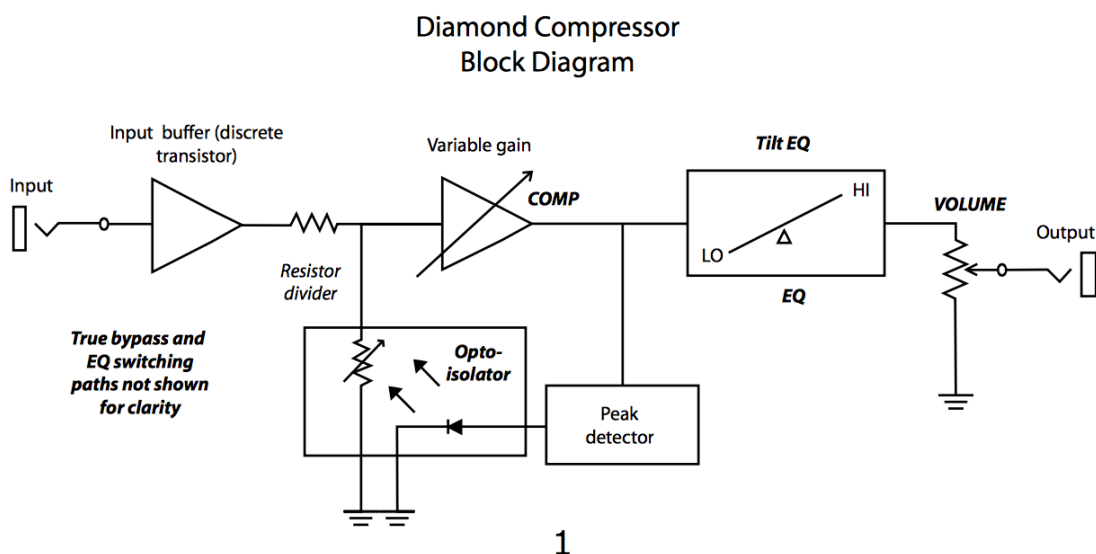 Diamond Compressor
Block Diagram
Input buffer (discrete
transistor)
Variable gain
Tilt EQ
Input
COMP
HI
VOLUME
LO
Output
Resistor
divider
EQ
True bypass and
EQ switching
paths not shown
for clarity
Opto-
isolator
Peak
detector
1